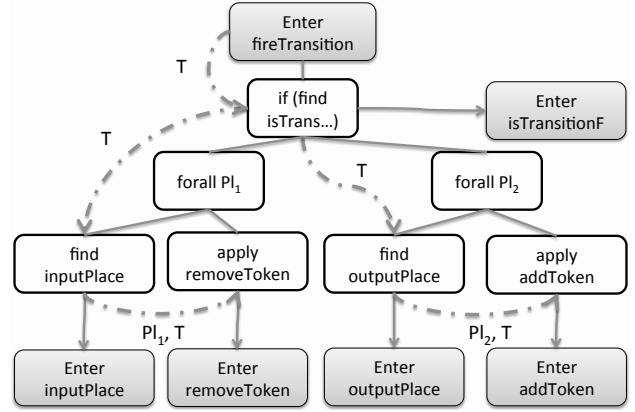 Enter
fireTransition
T
if (find
isTrans...)
Enter
isTransitionF
T
T
forall Pl₁
forall Pl₂
find
inputPlace
apply
removeToken
find
outputPlace
apply
addToken
Pl₁, T
Pl₂, T
Enter
inputPlace
Enter
removeToken
Enter
outputPlace
Enter
addToken